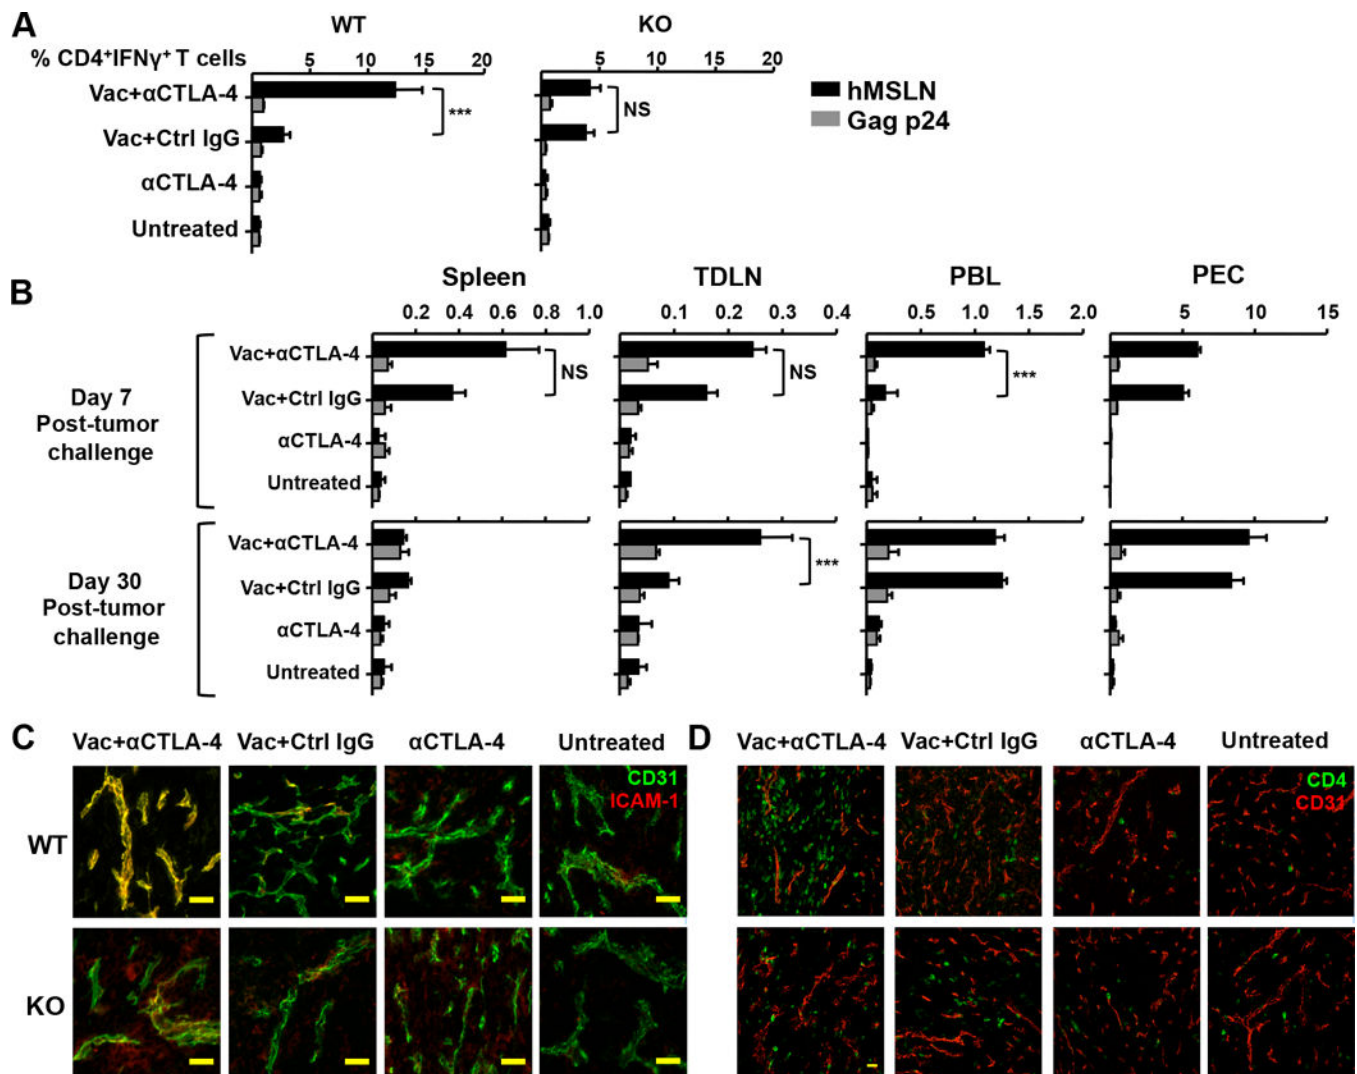 A
WT
KO
% CD4⁺IFNγ⁺ T cells
5 10 15 20
5 10 15 20
Vac+αCTLA-4
Vac+Ctrl IgG
αCTLA-4
Untreated
***
NS
hMSLN
Gag p24
B
Spleen TDLN PBL PEC
0.2 0.4 0.6 0.8 1.0
0.1 0.2 0.3 0.4
0.5 1.0 1.5 2.0
5 10 15
Day 7
Post-tumor
challenge
Vac+αCTLA-4
Vac+Ctrl IgG
αCTLA-4
Untreated
NS
NS
***
Day 30
Post-tumor
challenge
Vac+αCTLA-4
Vac+Ctrl IgG
αCTLA-4
Untreated
***
C
Vac+αCTLA-4 Vac+Ctrl IgG αCTLA-4 Untreated
WT
CD31
ICAM-1
KO
D
Vac+αCTLA-4 Vac+Ctrl IgG αCTLA-4 Untreated
CD4
CD31